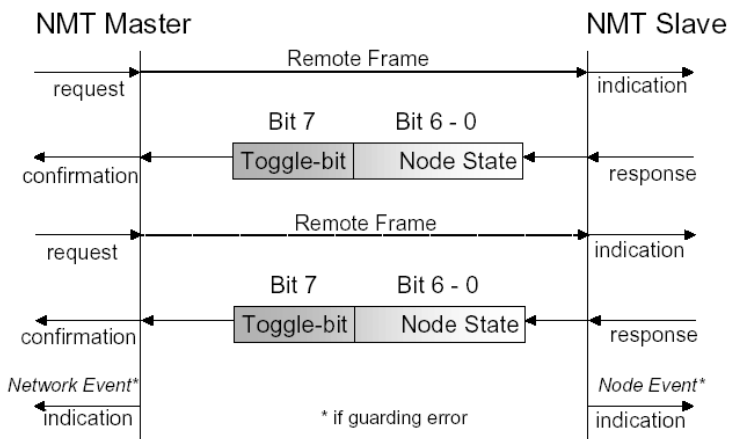 NMT Master NMT Slave
Remote Frame
request indication
Bit 7 Bit 6 - 0
Toggle-bit Node State
confirmation response
Remote Frame
request indication
Bit 7 Bit 6 - 0
Toggle-bit Node State
confirmation response
Network Event* Node Event*
indication * if guarding error indication